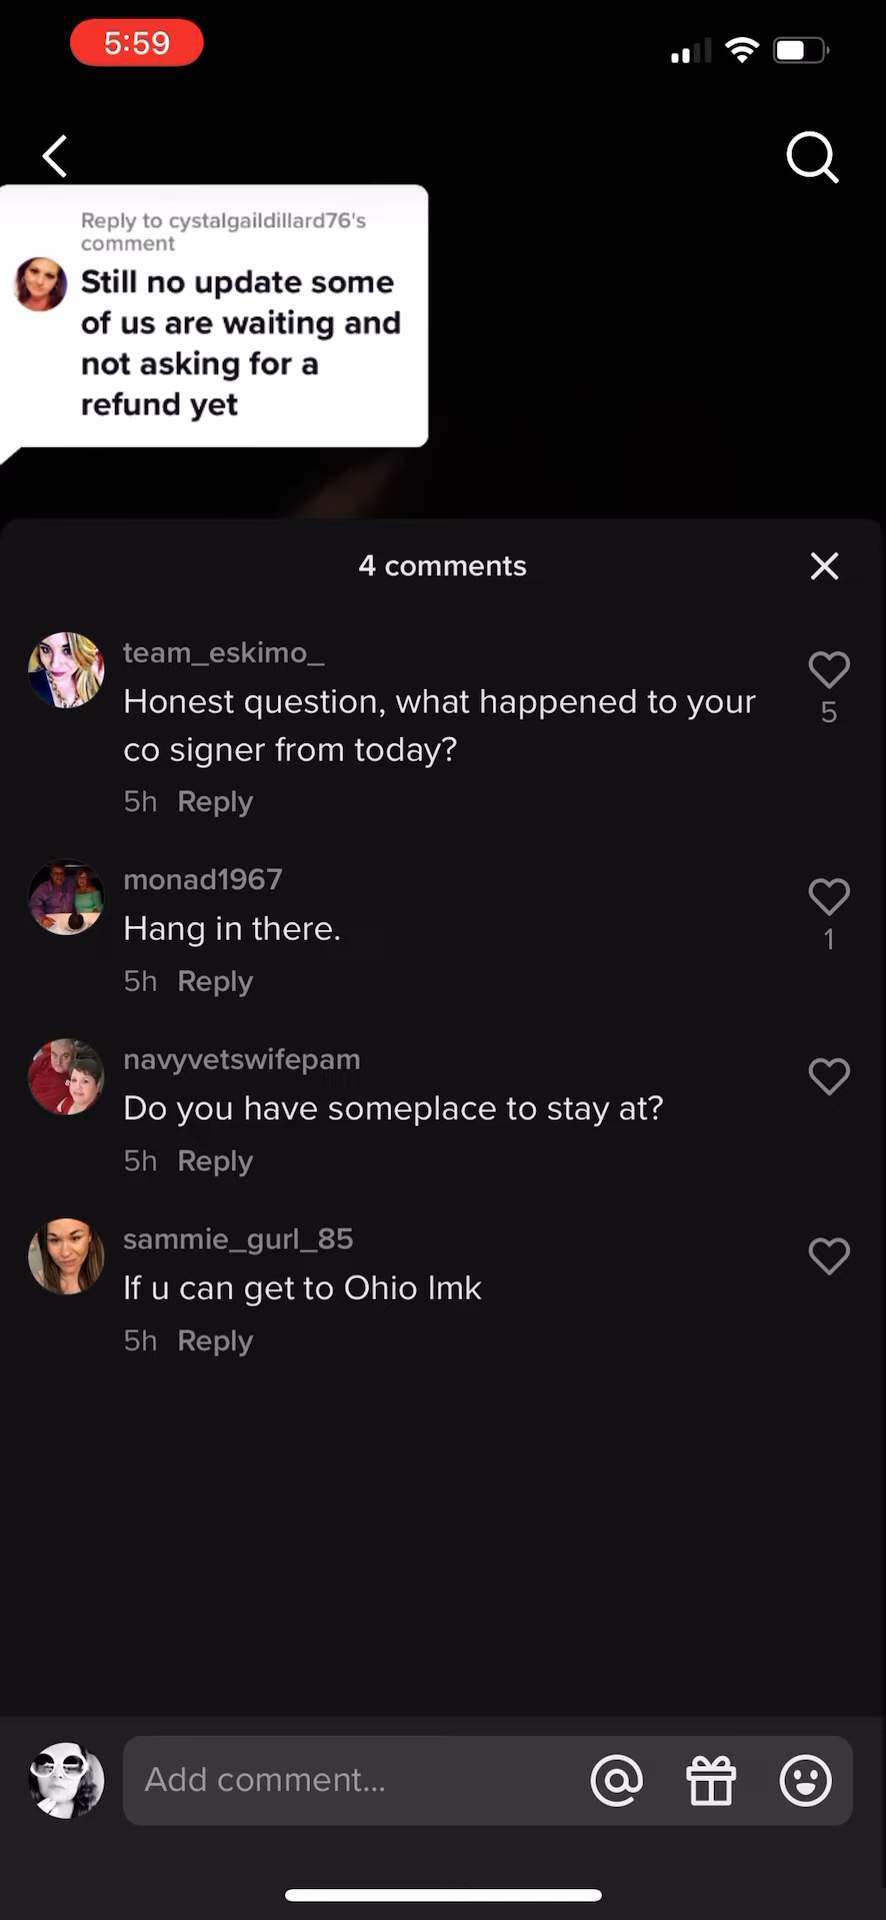 5:59
Reply to cystalgaildillard76's
comment
Still no update some
of us are waiting and
not asking for a
refund yet
4 comments
team_eskimo_
Honest question, what happened to your
co signer from today?
5
5h Reply
monad1967
Hang in there.
1
5h Reply
navyvetswifepam
Do you have someplace to stay at?
5h Reply
sammie_gurl_85
If u can get to Ohio lmk
5h Reply
Add comment...